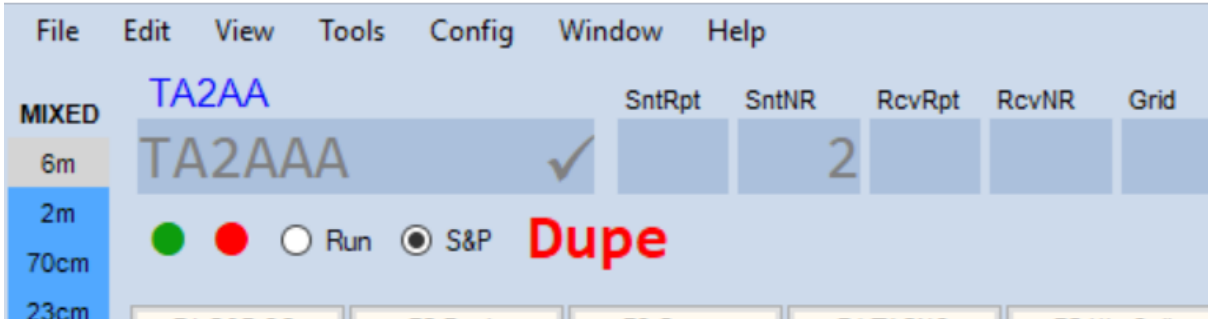 File Edit View Tools Config Window Help
TA2AA SntRpt SntNR RcvRpt RcvNR Grid
MIXED
TA2AAA ✓ 2
6m
2m
Run S&P Dupe
70cm
23cm